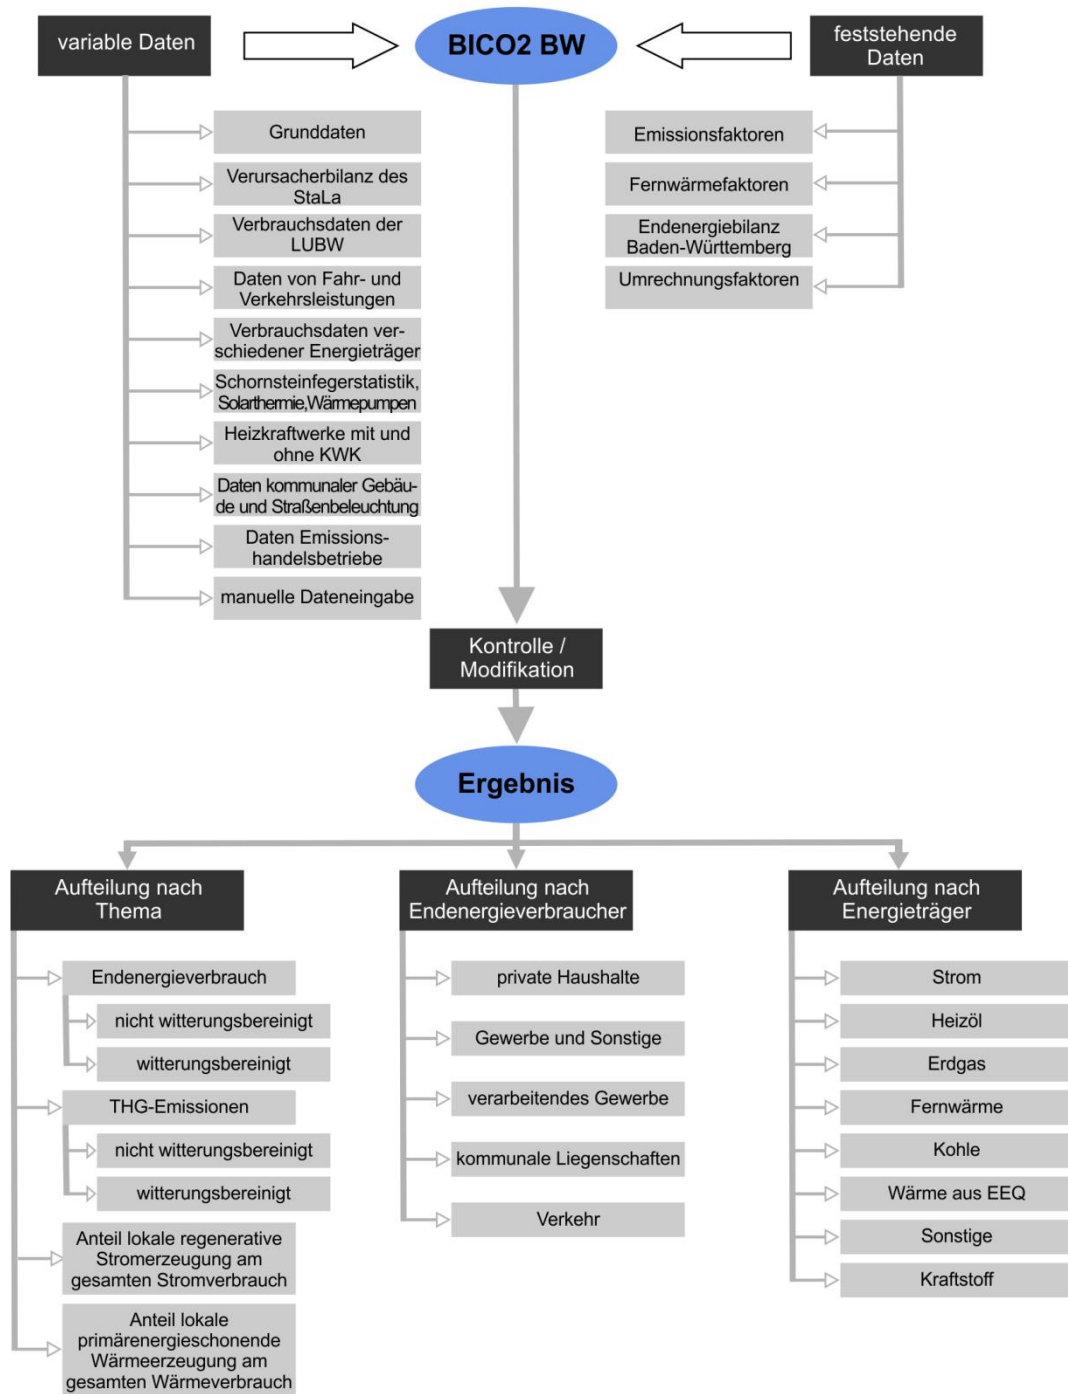 variable Daten
BICO2 BW
feststehende
Daten
Grunddaten
Verursacherbilanz des
StaLa
Verbrauchsdaten der
LUBW
Daten von Fahr- und
Verkehrsleistungen
Verbrauchsdaten ver-
schiedener Energieträger
Schornsteinfegerstatistik,
Solarthermie,Wärmepumpen
Heizkraftwerke mit und
ohne KWK
Daten kommunaler Gebäu-
de und Straßenbeleuchtung
Daten Emissions-
handelsbetriebe
manuelle Dateneingabe
Emissionsfaktoren
Fernwärmefaktoren
Endenergiebilanz
Baden-Württemberg
Umrechnungsfaktoren
Kontrolle /
Modifikation
Ergebnis
Aufteilung nach
Thema
Endenergieverbrauch
nicht witterungsbereinigt
witterungsbereinigt
THG-Emissionen
nicht witterungsbereinigt
witterungsbereinigt
Anteil lokale regenerative
Stromerzeugung am
gesamten Stromverbrauch
Anteil lokale
primärenergieschonende
Wärmeerzeugung am
gesamten Wärmeverbrauch
Aufteilung nach
Endenergieverbraucher
private Haushalte
Gewerbe und Sonstige
verarbeitendes Gewerbe
kommunale Liegenschaften
Verkehr
Aufteilung nach
Energieträger
Strom
Heizöl
Erdgas
Fernwärme
Kohle
Wärme aus EEQ
Sonstige
Kraftstoff